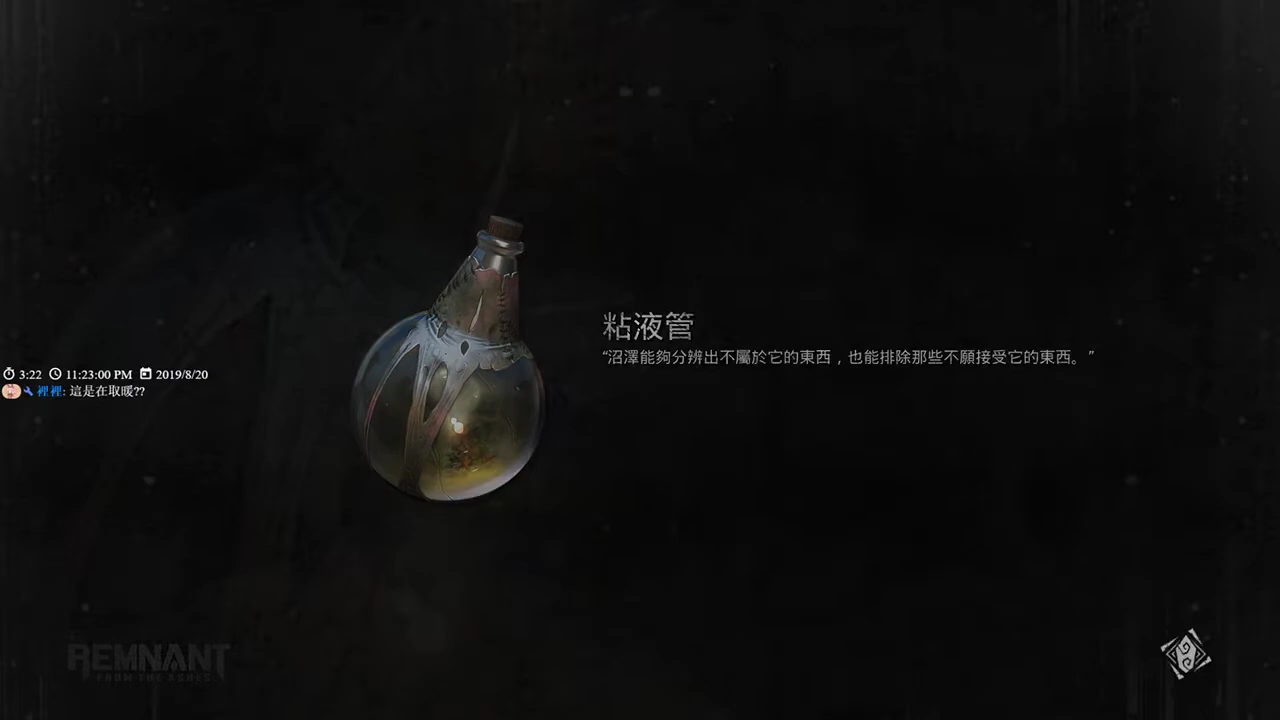 粘液管
“沼澤能夠分辨出不屬於它的東西，也能排除那些不願接受它的東西。”
3:22 11:23:00 PM 2019/8/20
裡裡: 這是在取暖??
REMNANT
FROM THE ASHES